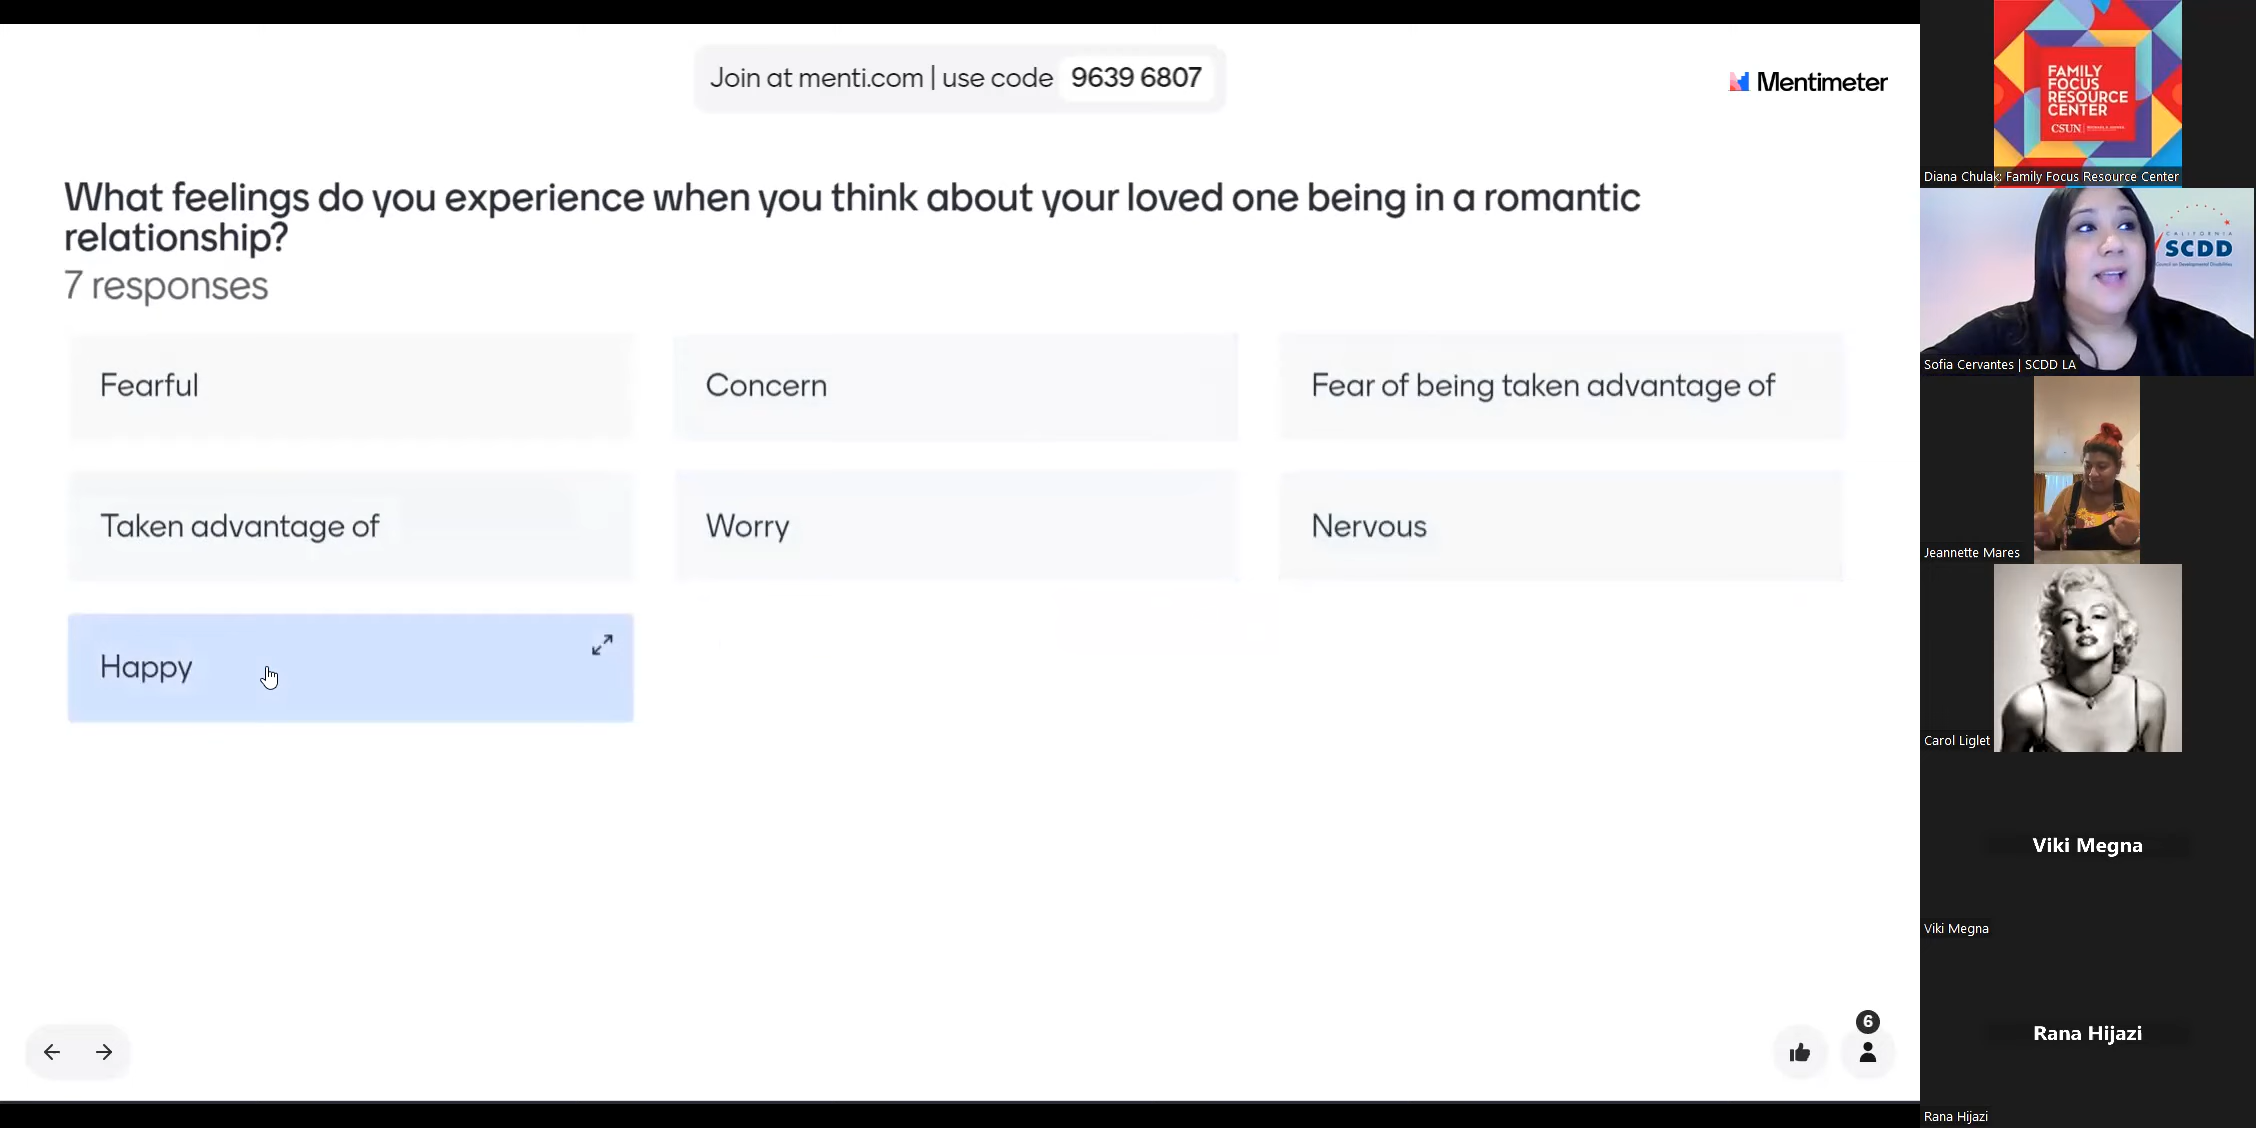 Join at menti.com | use code 9639 6807
Mentimeter
What feelings do you experience when you think about your loved one being in a romantic
relationship?
7 responses
Fearful
Concern
Fear of being taken advantage of
Taken advantage of
Worry
Nervous
Happy
6
FAMILY
FOCUS
RESOURCE
CENTER
CSUN
Diana Chulak: Family Focus Resource Center
CALIFORNIA
SCDD
Sofia Cervantes | SCDD LA
Jeannette Mares
Carol Liglet
Viki Megna
Viki Megna
Rana Hijazi
Rana Hijazi